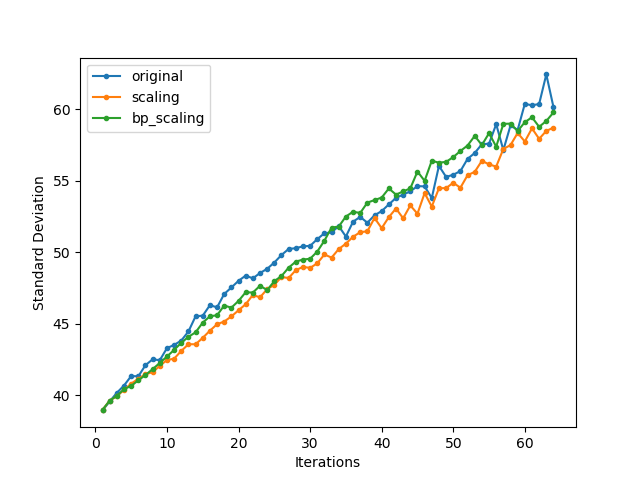 original
scaling
bp_scaling
60
55
50
45
40
Standard Deviation
0 10 20 30 40 50 60
Iterations